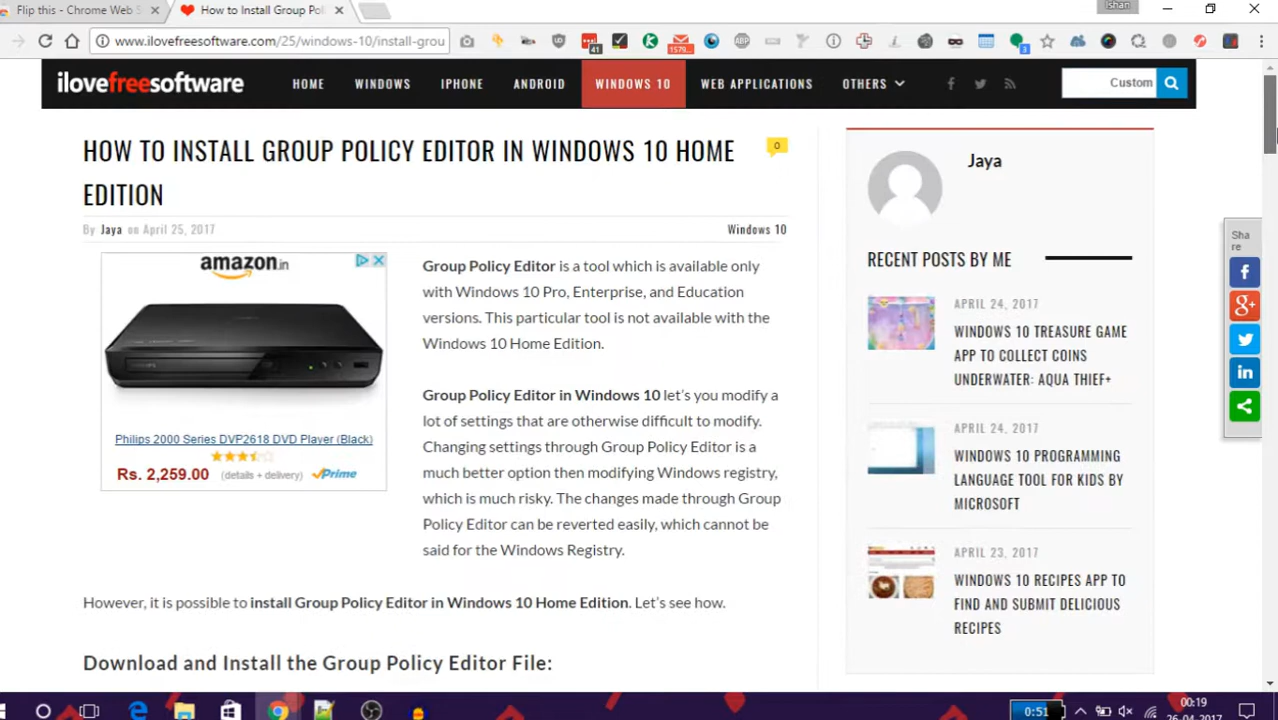 Flip this - Chrome Web S
How to Install Group Pol
Ishan
www.ilovefreesoftware.com/25/windows-10/install-grou
41
1579
ABP
3
ilovefreesoftware
HOME
WINDOWS
IPHONE
ANDROID
WINDOWS 10
WEB APPLICATIONS
OTHERS
Custom
HOW TO INSTALL GROUP POLICY EDITOR IN WINDOWS 10 HOME
EDITION
0
By Jaya on April 25, 2017
Windows 10
amazon.in
Philips 2000 Series DVP2618 DVD Player (Black)
Rs. 2,259.00 (details + delivery) Prime
Group Policy Editor is a tool which is available only
with Windows 10 Pro, Enterprise, and Education
versions. This particular tool is not available with the
Windows 10 Home Edition.
Group Policy Editor in Windows 10 let's you modify a
lot of settings that are otherwise difficult to modify.
Changing settings through Group Policy Editor is a
much better option then modifying Windows registry,
which is much risky. The changes made through Group
Policy Editor can be reverted easily, which cannot be
said for the Windows Registry.
However, it is possible to install Group Policy Editor in Windows 10 Home Edition. Let's see how.
Download and Install the Group Policy Editor File:
Jaya
RECENT POSTS BY ME
APRIL 24, 2017
WINDOWS 10 TREASURE GAME
APP TO COLLECT COINS
UNDERWATER: AQUA THIEF+
APRIL 24, 2017
WINDOWS 10 PROGRAMMING
LANGUAGE TOOL FOR KIDS BY
MICROSOFT
APRIL 23, 2017
WINDOWS 10 RECIPES APP TO
FIND AND SUBMIT DELICIOUS
RECIPES
Sha
re
0:51
00:19
26-04-2017